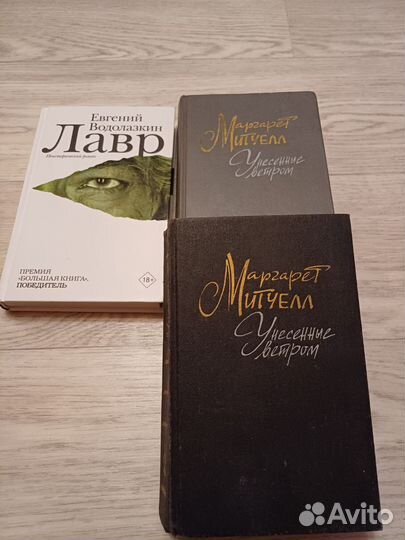 Евгений
Водолазкин
Лавр
Неисторический роман
ПРЕМИЯ
«БОЛЬШАЯ КНИГА».
ПОБЕДИТЕЛЬ
18+
Маргарет
Митчелл
Унесенные
ветром
Маргарет
Митчелл
Унесенные
ветром
Avito